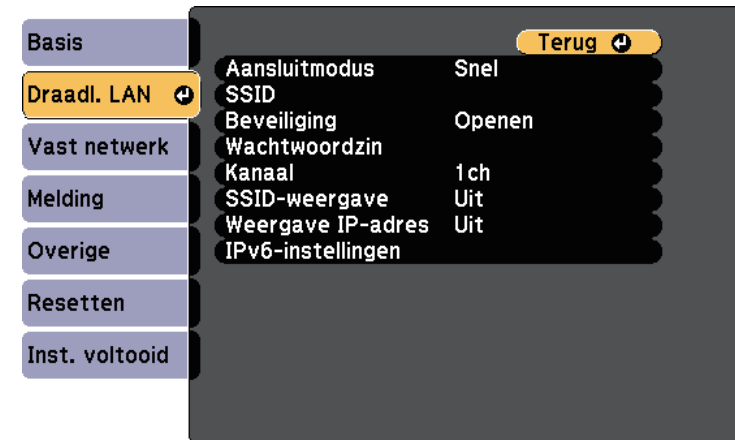 Basis
Draadl. LAN
Vast netwerk
Melding
Overige
Resetten
Inst. voltooid
Terug
Aansluitmodus Snel
SSID
Beveiliging Openen
Wachtwoordzin
Kanaal 1ch
SSID-weergave Uit
Weergave IP-adres Uit
IPv6-instellingen